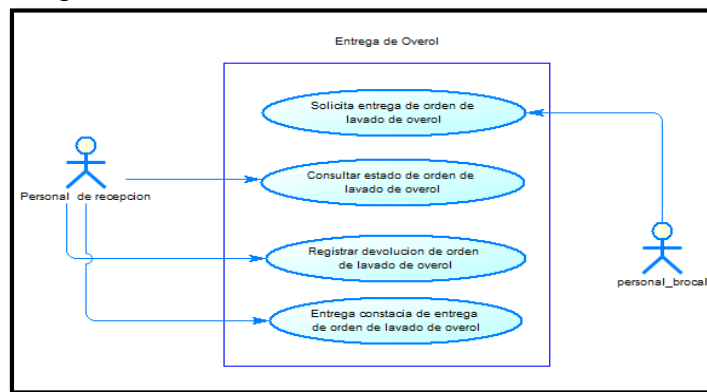 Entrega de Overol
Solicita entrega de orden de
lavado de overol
Consultar estado de orden de
lavado de overol
Personal_de recepcion
Registrar devolucion de orden
de lavado de overol
personal_brocal
Entrega constacia de entrega
de orden de lavado de overol